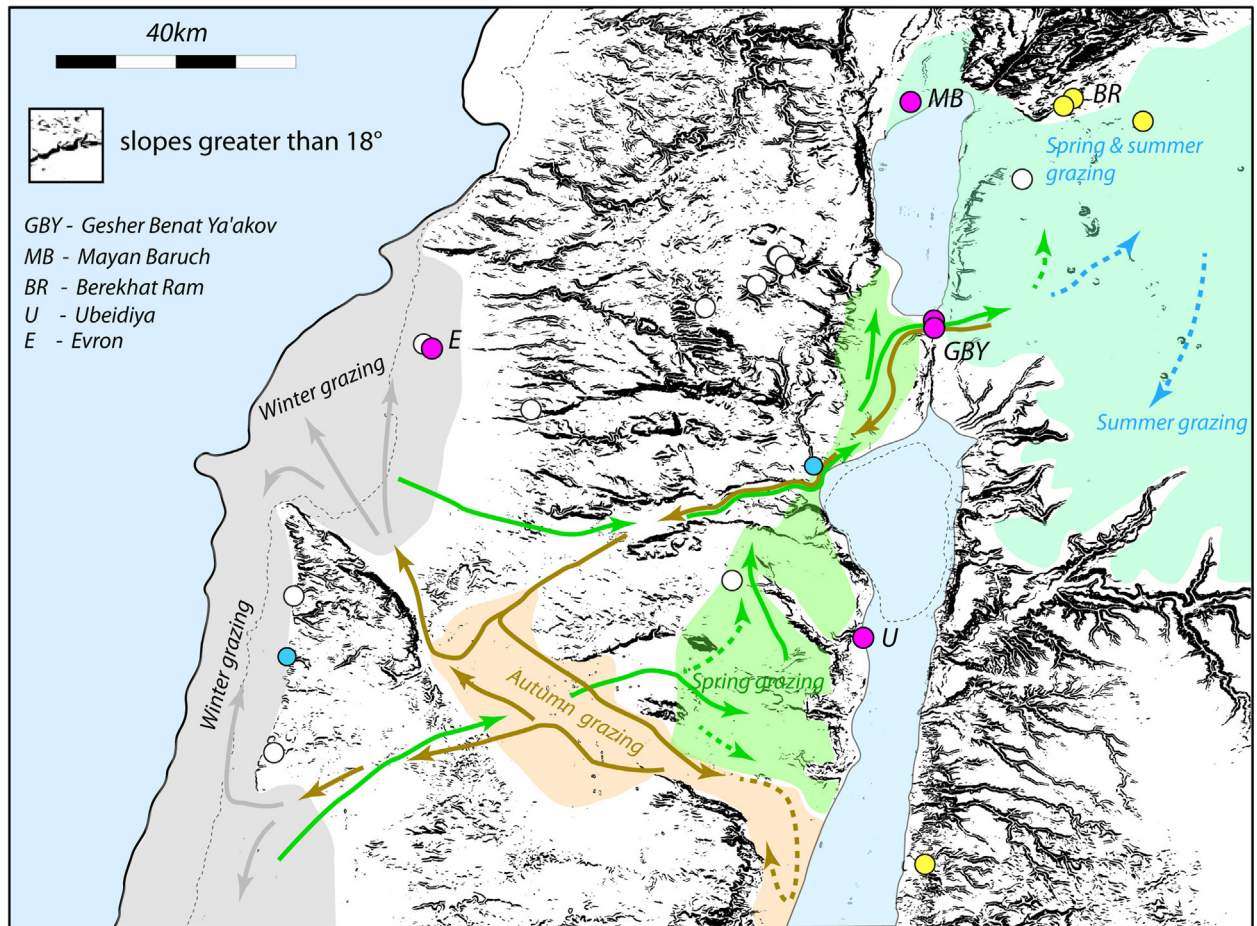 40km
slopes greater than 18°
GBY - Gesher Benat Ya'akov
MB - Mayan Baruch
BR - Berekhat Ram
U - Ubeidiya
E - Evron
MB
BR
Spring & summer
grazing
E
GBY
Winter grazing
Summer grazing
U
Winter grazing
Autumn grazing
Spring grazing